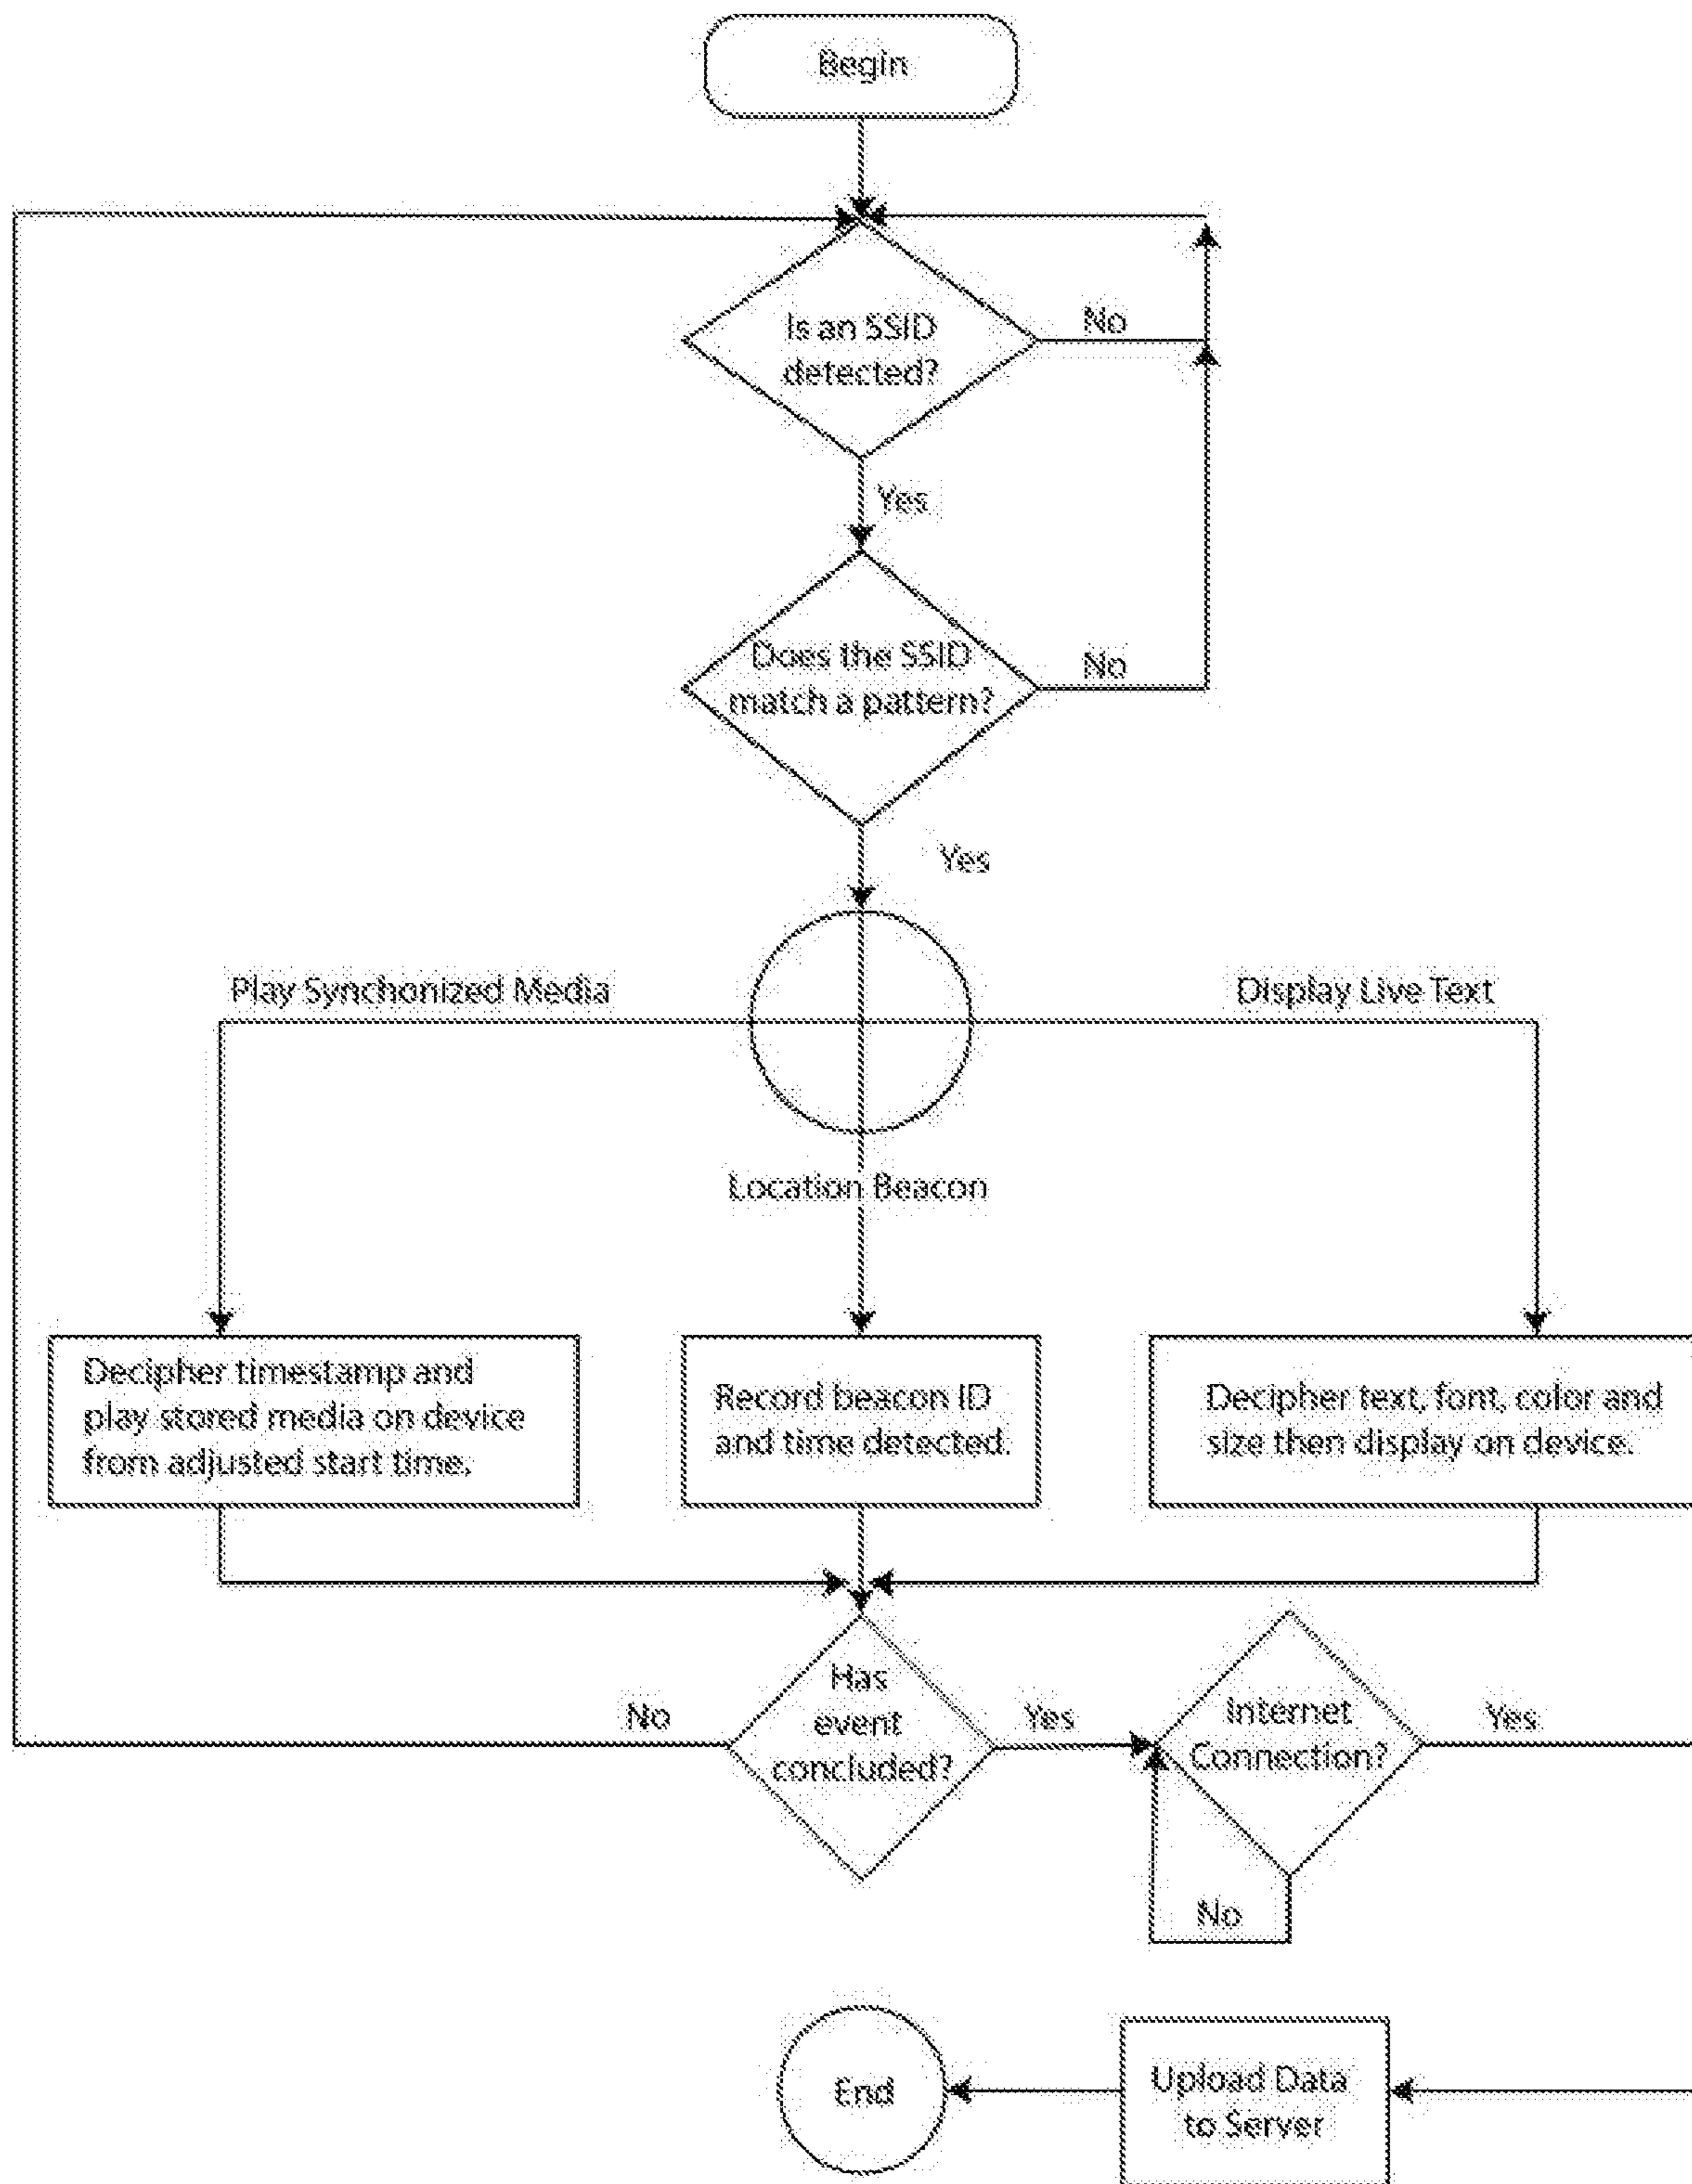 Begin
Is an SSID
detected?
No
Yes
Does the SSID
match a pattern?
No
Yes
Play Synchonized Media
Display Live Text
Location Beacon
Decipher timestamp and
play stored media on device
from adjusted start time.
Record beacon ID
and time detected.
Decipher text, font, color and
size then display on device.
No
Has
event
concluded?
Yes
Internet
Connection?
Yes
No
End
Upload Data
to Server